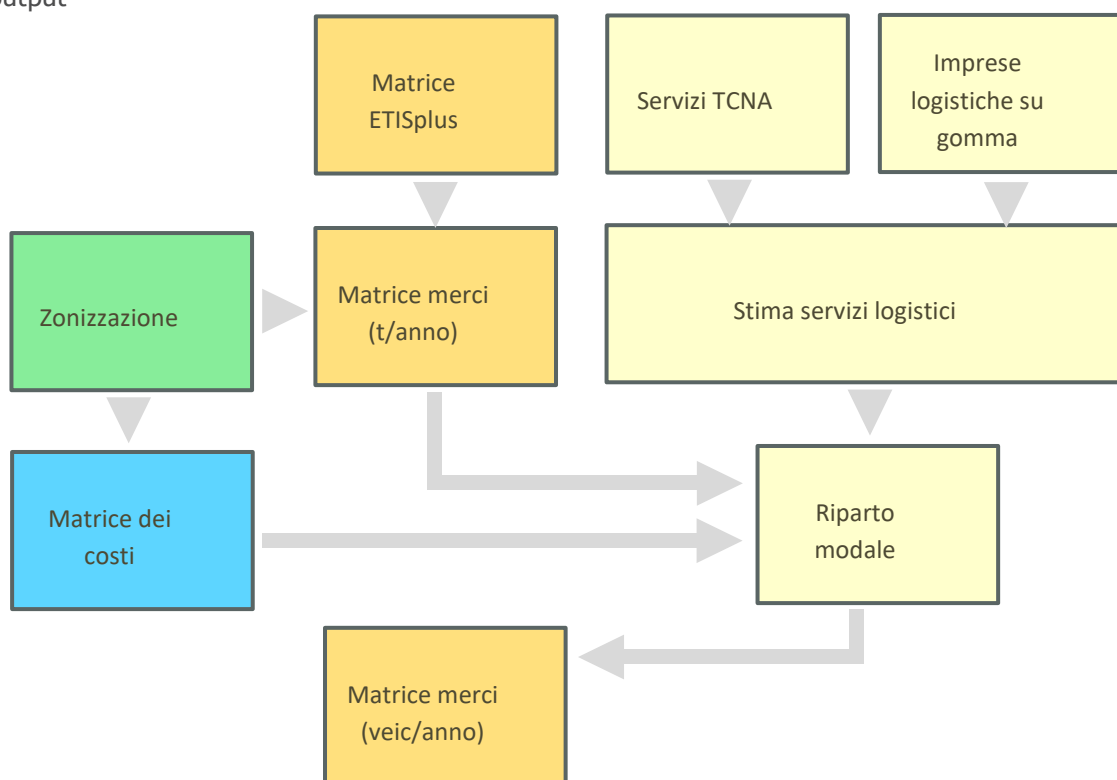 output
Matrice
ETISplus
Servizi TCNA
Imprese
logistiche su
gomma
Zonizzazione
Matrice merci
(t/anno)
Stima servizi logistici
Matrice dei
costi
Riparto
modale
Matrice merci
(veic/anno)